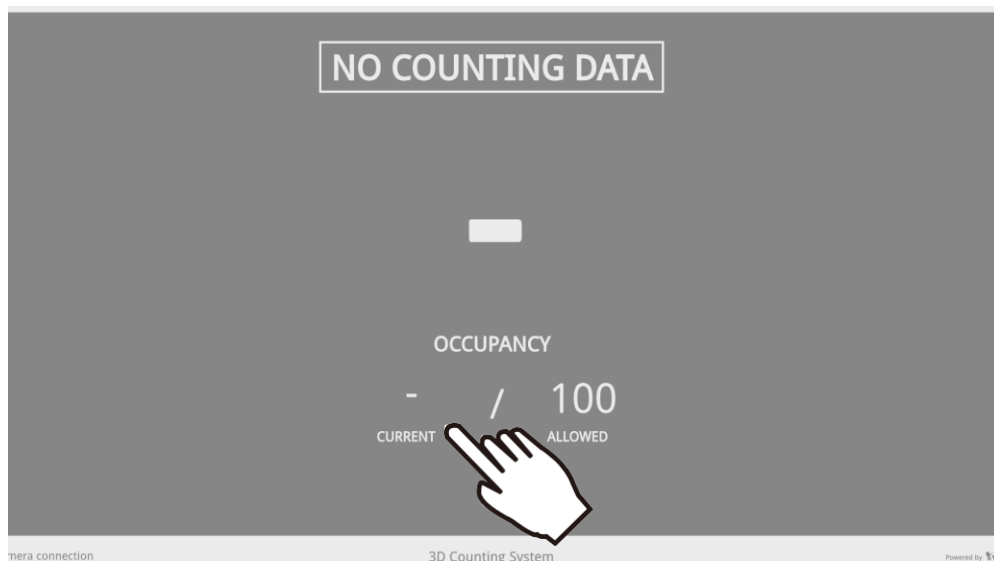 NO COUNTING DATA
OCCUPANCY
- / 100
CURRENT ALLOWED
mera connection 3D Counting System Powered by